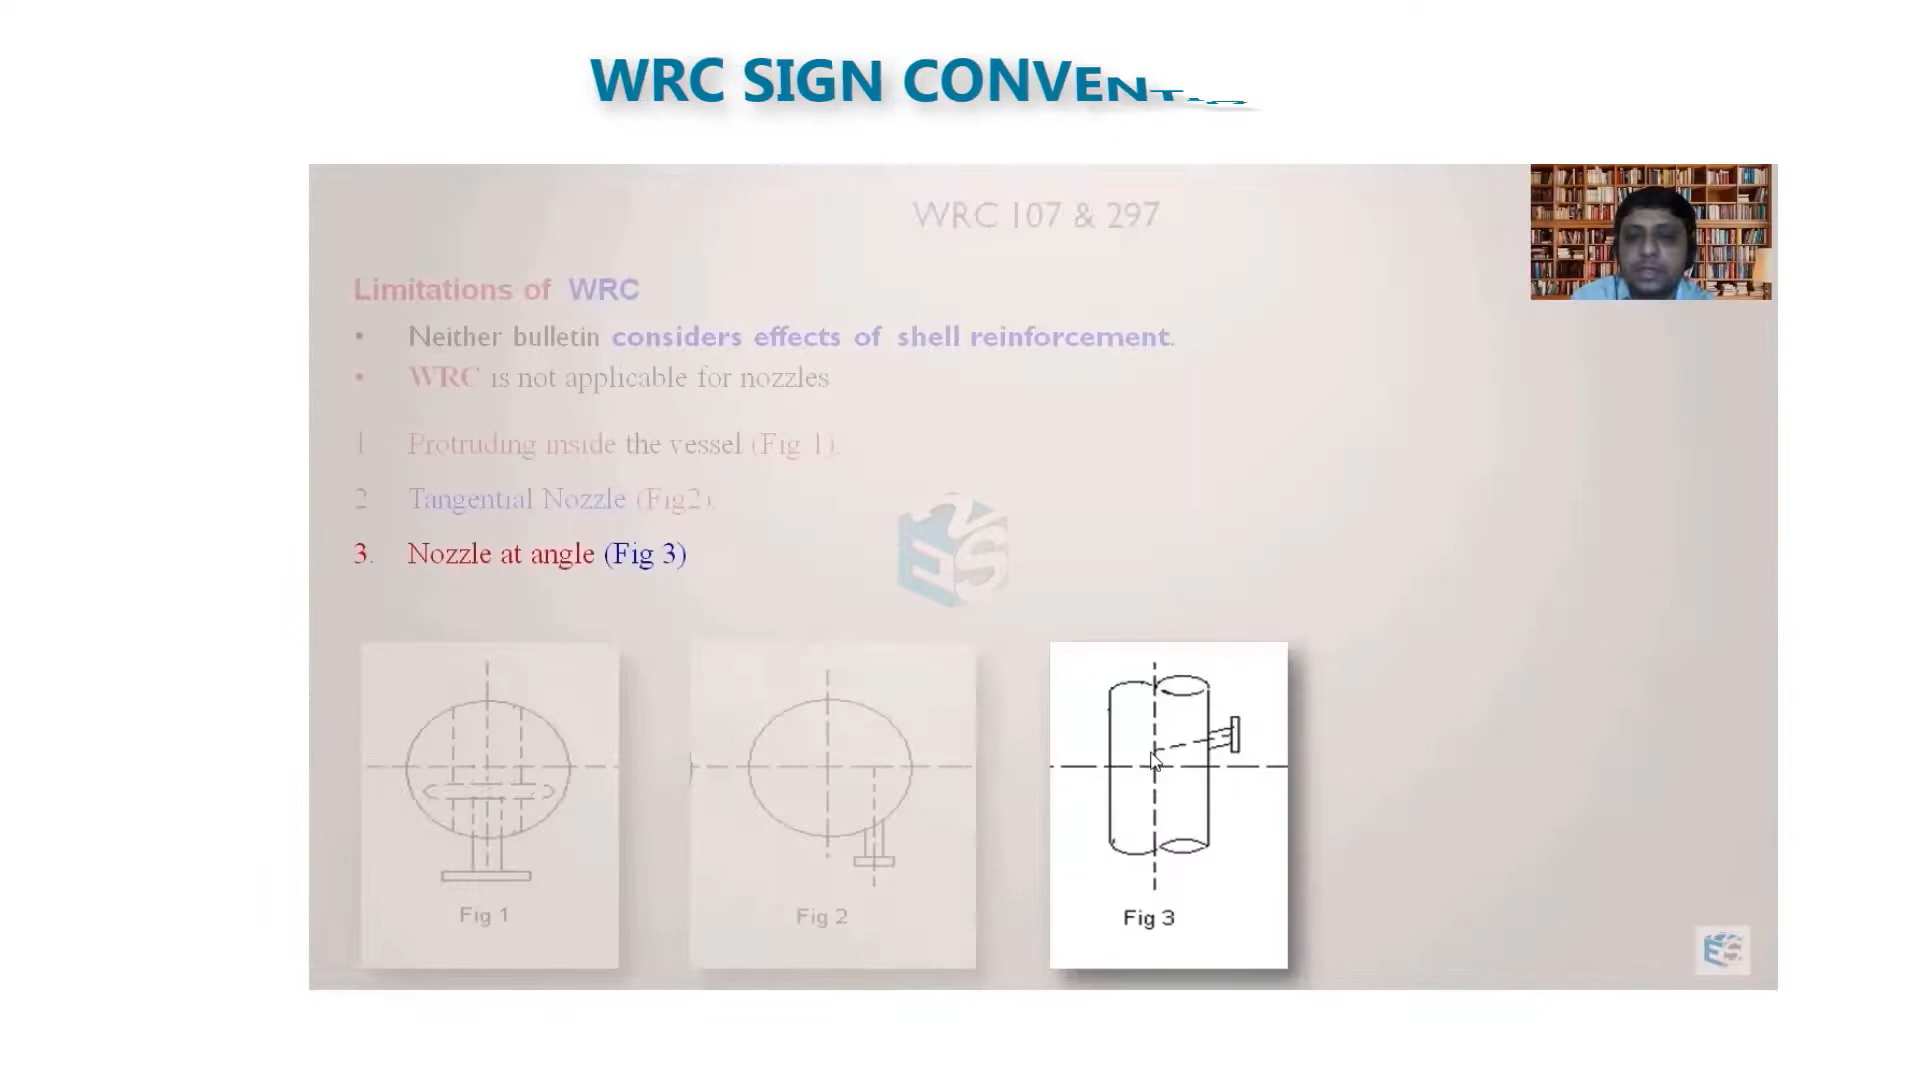 WRC SIGN CONVENTIO
WRC 107 & 297
Limitations of WRC
• Neither bulletin considers effects of shell reinforcement.
• WRC is not applicable for nozzles
1 Protruding inside the vessel (Fig 1).
2 Tangential Nozzle (Fig2).
3. Nozzle at angle (Fig 3)
Fig 1
Fig 2
Fig 3